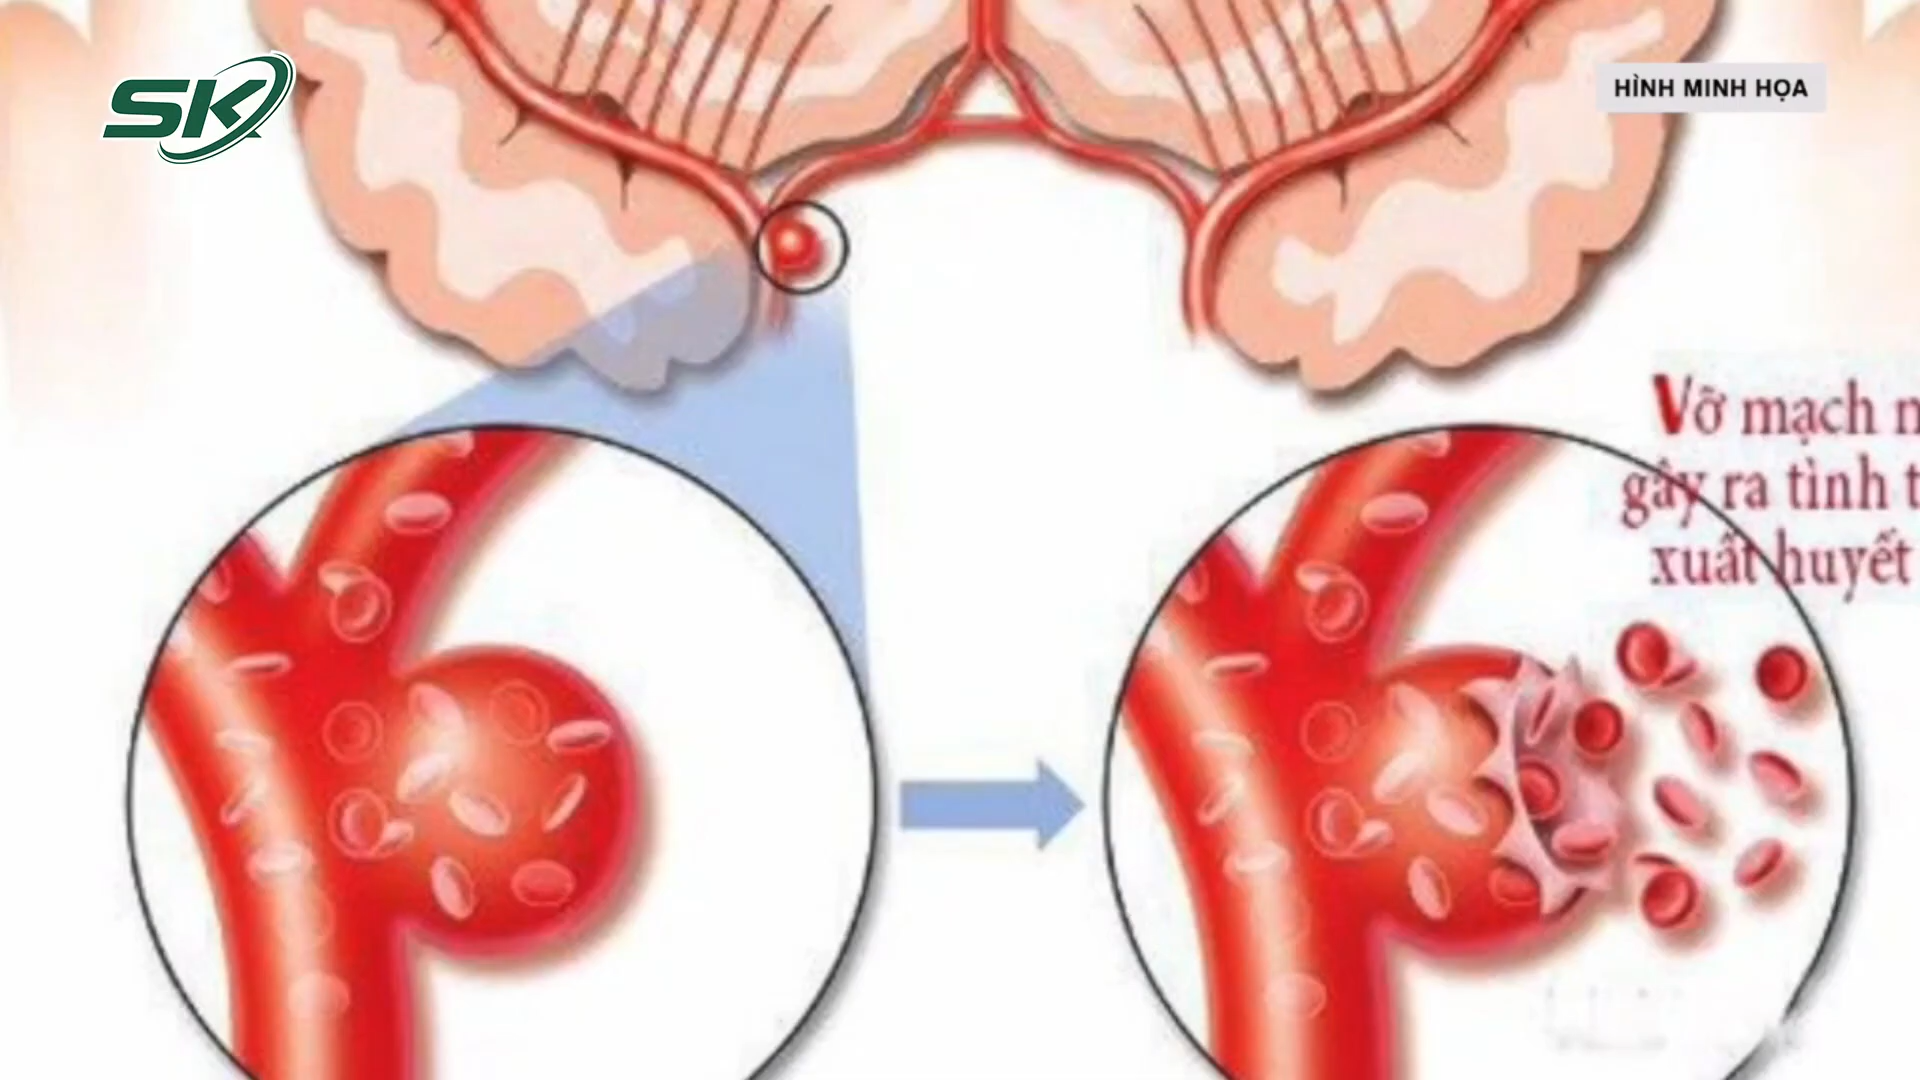 SK
HÌNH MINH HỌA
Vỡ mạch
gây ra tình
xuất huyết